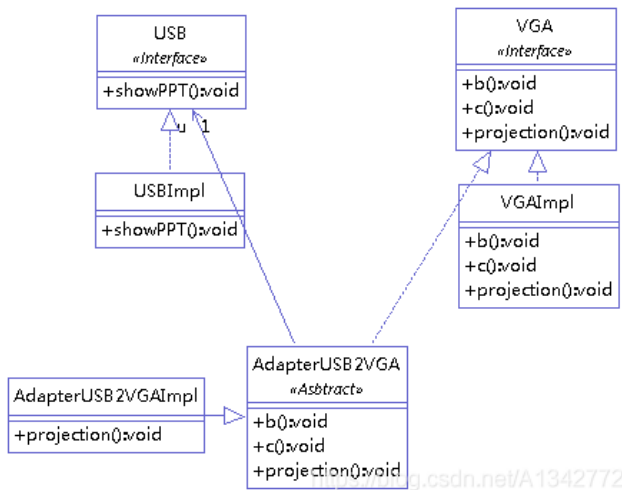 USB
«Interface»
+showPPT():void
u 1
USBImpl
+showPPT():void
VGA
«Interface»
+b():void
+c():void
+projection():void
VGAImpl
+b():void
+c():void
+projection():void
AdapterUSB2VGA
«Asbtract»
+b():void
+c():void
+projection():void
AdapterUSB2VGAImpl
+projection():void
https://blog.csdn.net/A1342772